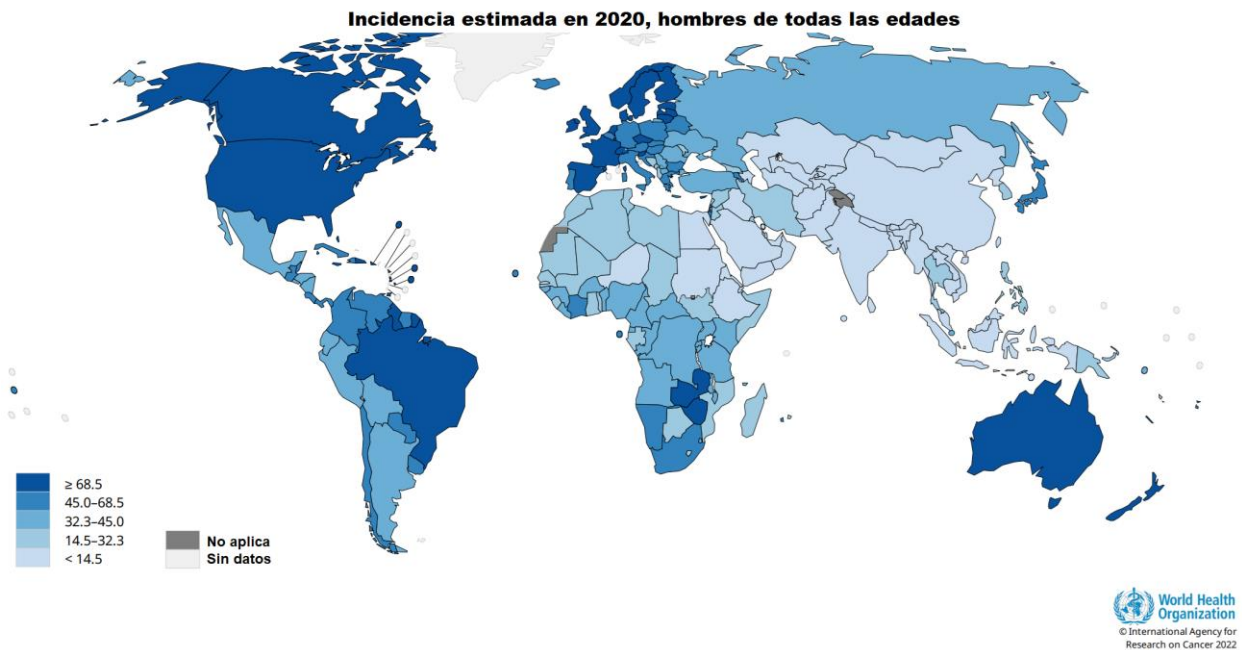 Incidencia estimada en 2020, hombres de todas las edades
≥ 68.5
45.0–68.5
32.3–45.0
14.5–32.3
< 14.5
No aplica
Sin datos
World Health
Organization
© International Agency for
Research on Cancer 2022